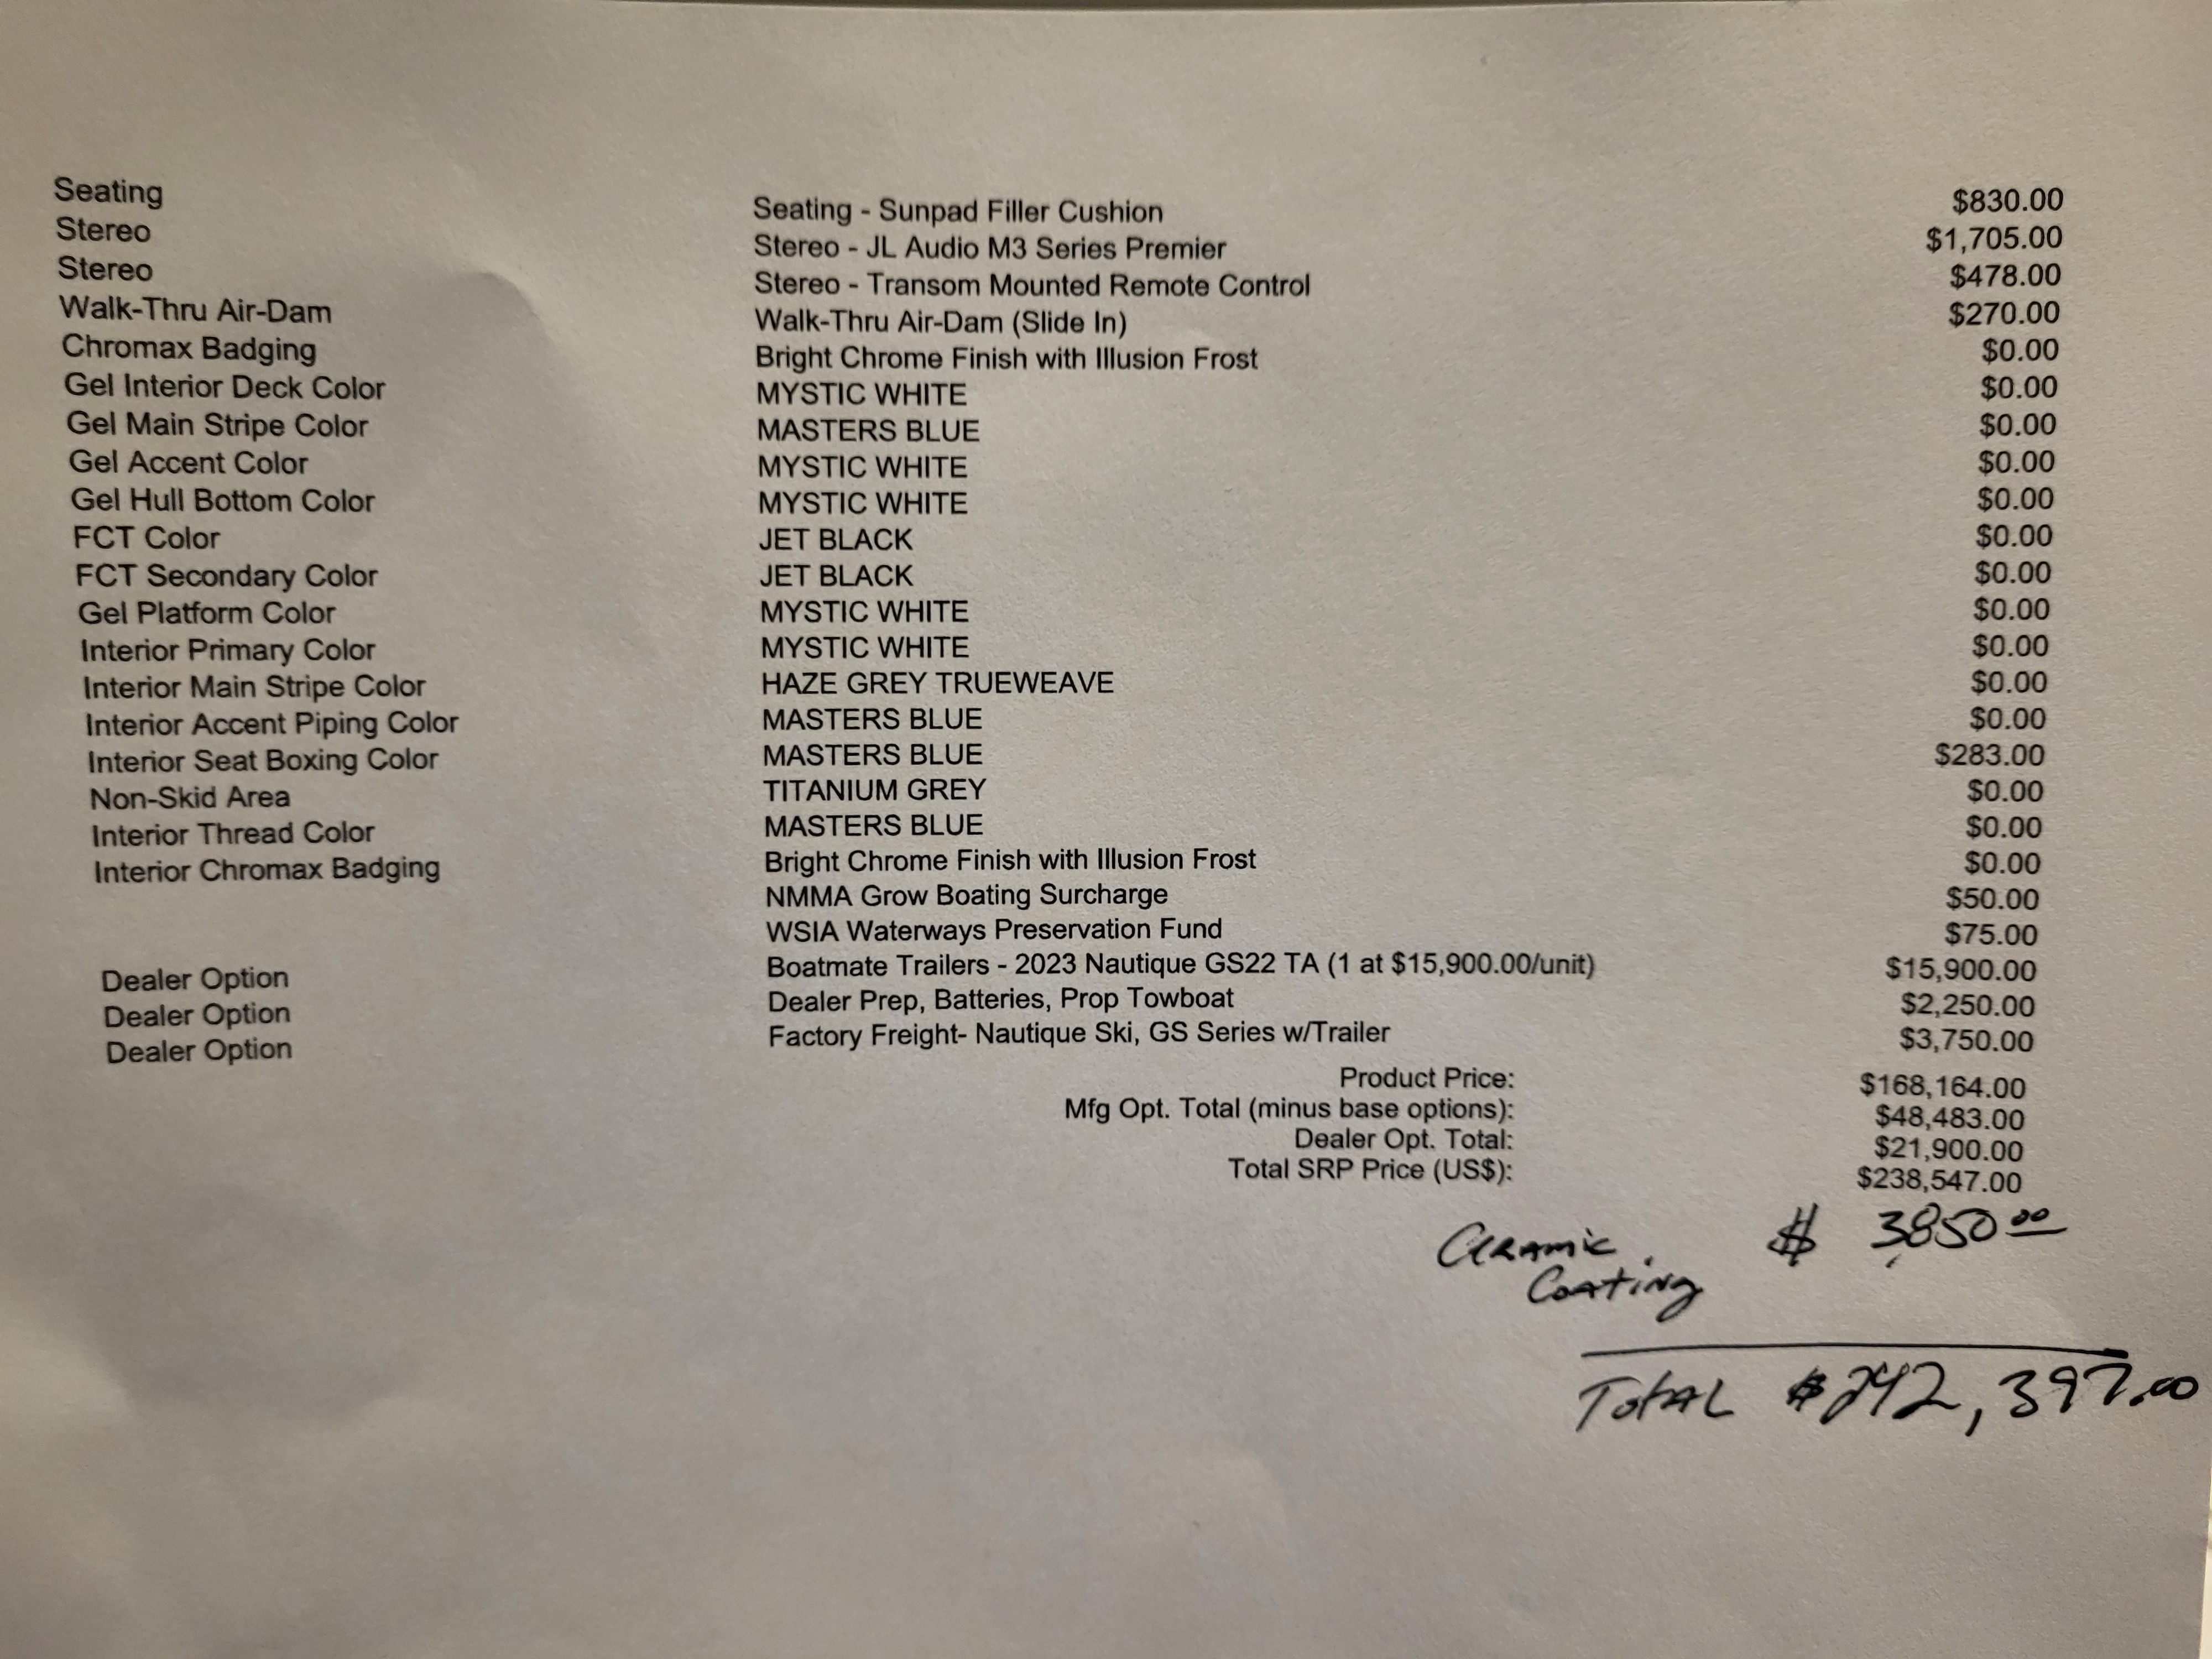 Seating Seating - Sunpad Filler Cushion $830.00
Stereo Stereo - JL Audio M3 Series Premier $1,705.00
Stereo Stereo - Transom Mounted Remote Control $478.00
Walk-Thru Air-Dam Walk-Thru Air-Dam (Slide In) $270.00
Chromax Badging Bright Chrome Finish with Illusion Frost $0.00
Gel Interior Deck Color MYSTIC WHITE $0.00
Gel Main Stripe Color MASTERS BLUE $0.00
Gel Accent Color MYSTIC WHITE $0.00
Gel Hull Bottom Color MYSTIC WHITE $0.00
FCT Color JET BLACK $0.00
FCT Secondary Color JET BLACK $0.00
Gel Platform Color MYSTIC WHITE $0.00
Interior Primary Color MYSTIC WHITE $0.00
Interior Main Stripe Color HAZE GREY TRUEWEAVE $0.00
Interior Accent Piping Color MASTERS BLUE $0.00
Interior Seat Boxing Color MASTERS BLUE $283.00
Non-Skid Area TITANIUM GREY $0.00
Interior Thread Color MASTERS BLUE $0.00
Interior Chromax Badging Bright Chrome Finish with Illusion Frost $0.00
NMMA Grow Boating Surcharge $50.00
WSIA Waterways Preservation Fund $75.00
Dealer Option Boatmate Trailers - 2023 Nautique GS22 TA (1 at $15,900.00/unit) $15,900.00
Dealer Option Dealer Prep, Batteries, Prop Towboat $2,250.00
Dealer Option Factory Freight- Nautique Ski, GS Series w/Trailer $3,750.00
Product Price: $168,164.00
Mfg Opt. Total (minus base options): $48,483.00
Dealer Opt. Total: $21,900.00
Total SRP Price (US$): $238,547.00
Ceramic $ 3850.00
Coating
Total $242,397.00